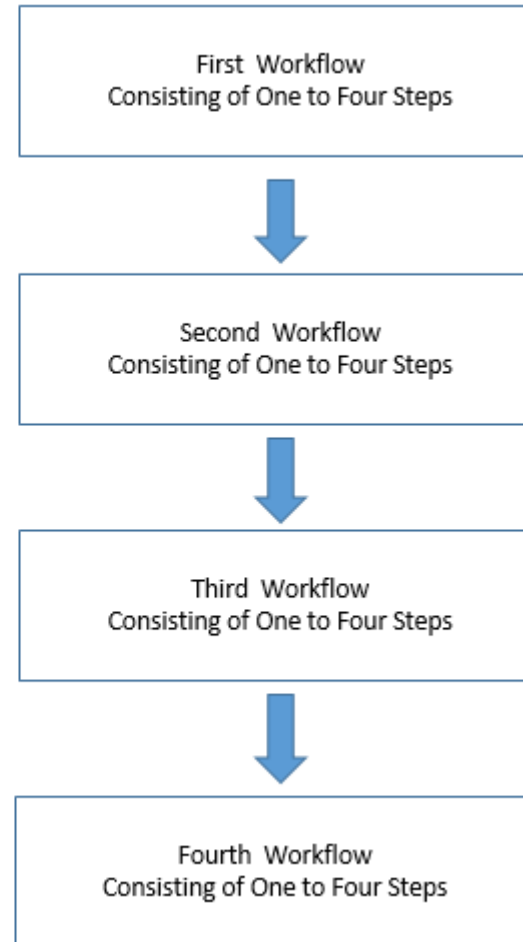 First Workflow
Consisting of One to Four Steps
Second Workflow
Consisting of One to Four Steps
Third Workflow
Consisting of One to Four Steps
Fourth Workflow
Consisting of One to Four Steps